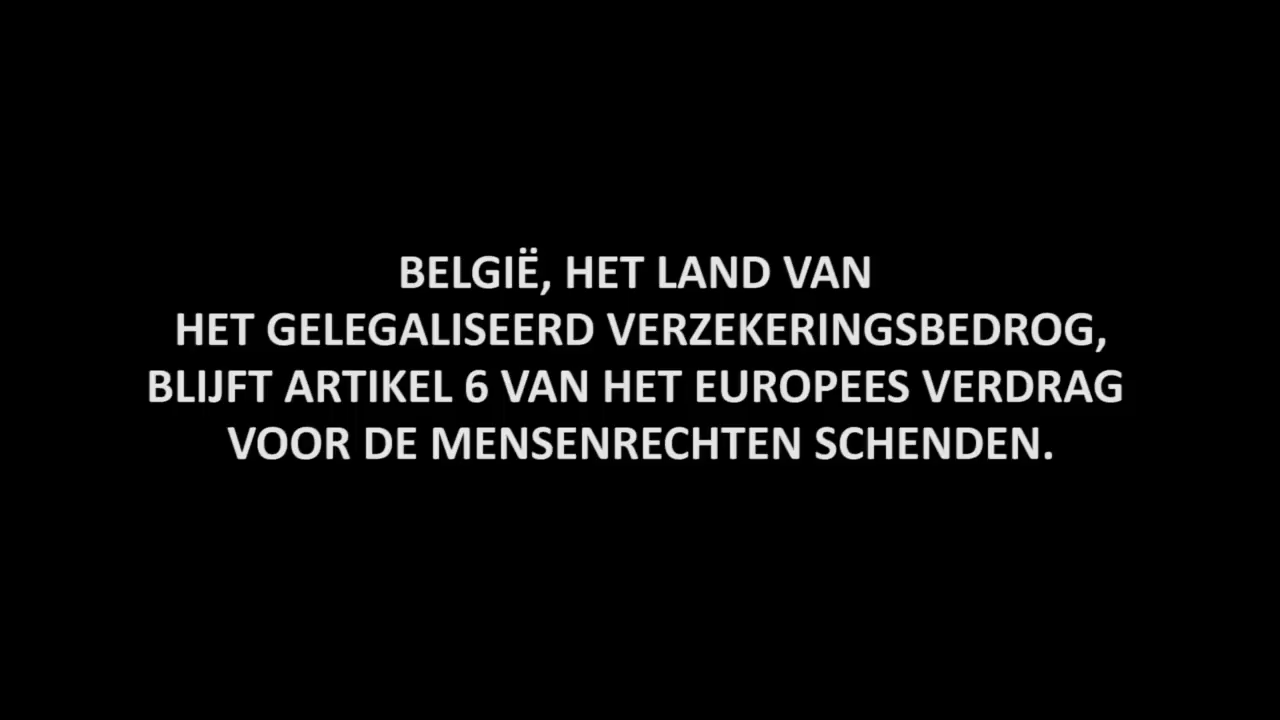 BELGIË, HET LAND VAN
HET GELEGALISEERD VERZEKERINGSBEDROG,
BLIJFT ARTIKEL 6 VAN HET EUROPEES VERDRAG
VOOR DE MENSENRECHTEN SCHENDEN.